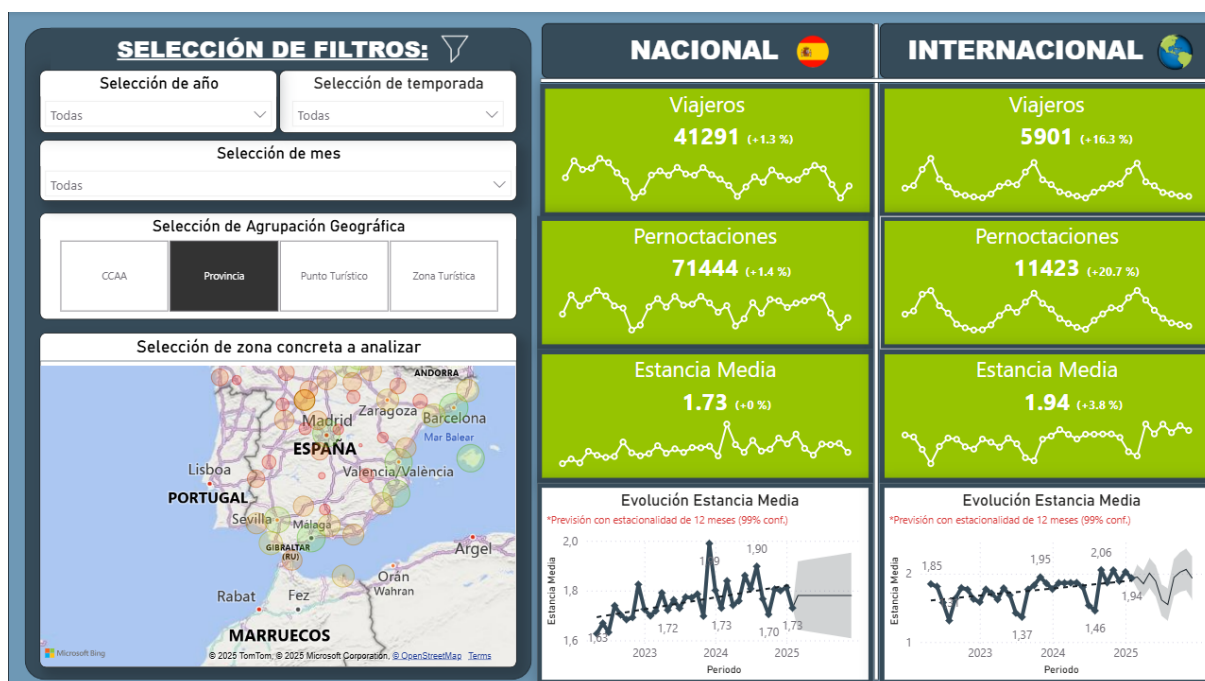 SELECCIÓN DE FILTROS:
Selección de año
Todas
Selección de temporada
Todas
Selección de mes
Todas
Selección de Agrupación Geográfica
CCAA
Provincia
Punto Turístico
Zona Turística
Selección de zona concreta a analizar
ANDORRA
Zaragoza
Barcelona
Madrid
Mar Balear
ESPAÑA
Lisboa
Valencia/València
PORTUGAL
Sevilla
Málaga
GIBRALTAR
(RU)
Argel
Orán
Wahran
Rabat
Fez
MARRUECOS
Microsoft Bing
© 2025 TomTom, © 2025 Microsoft Corporation, © OpenStreetMap Terms
NACIONAL
Viajeros
41291 (+1.3 %)
Pernoctaciones
71444 (+1.4 %)
Estancia Media
1.73 (+0 %)
Evolución Estancia Media
*Previsión con estacionalidad de 12 meses (99% conf.)
Estancia Media
2,0
1,8
1,6
1,63
1,72
1,73
1,90
1,70
1,73
2023
2024
2025
Periodo
INTERNACIONAL
Viajeros
5901 (+16.3 %)
Pernoctaciones
11423 (+20.7 %)
Estancia Media
1.94 (+3.8 %)
Evolución Estancia Media
*Previsión con estacionalidad de 12 meses (99% conf.)
Estancia Media
2
1
1,85
1,37
1,95
1,46
2,06
1,94
2023
2024
2025
Periodo